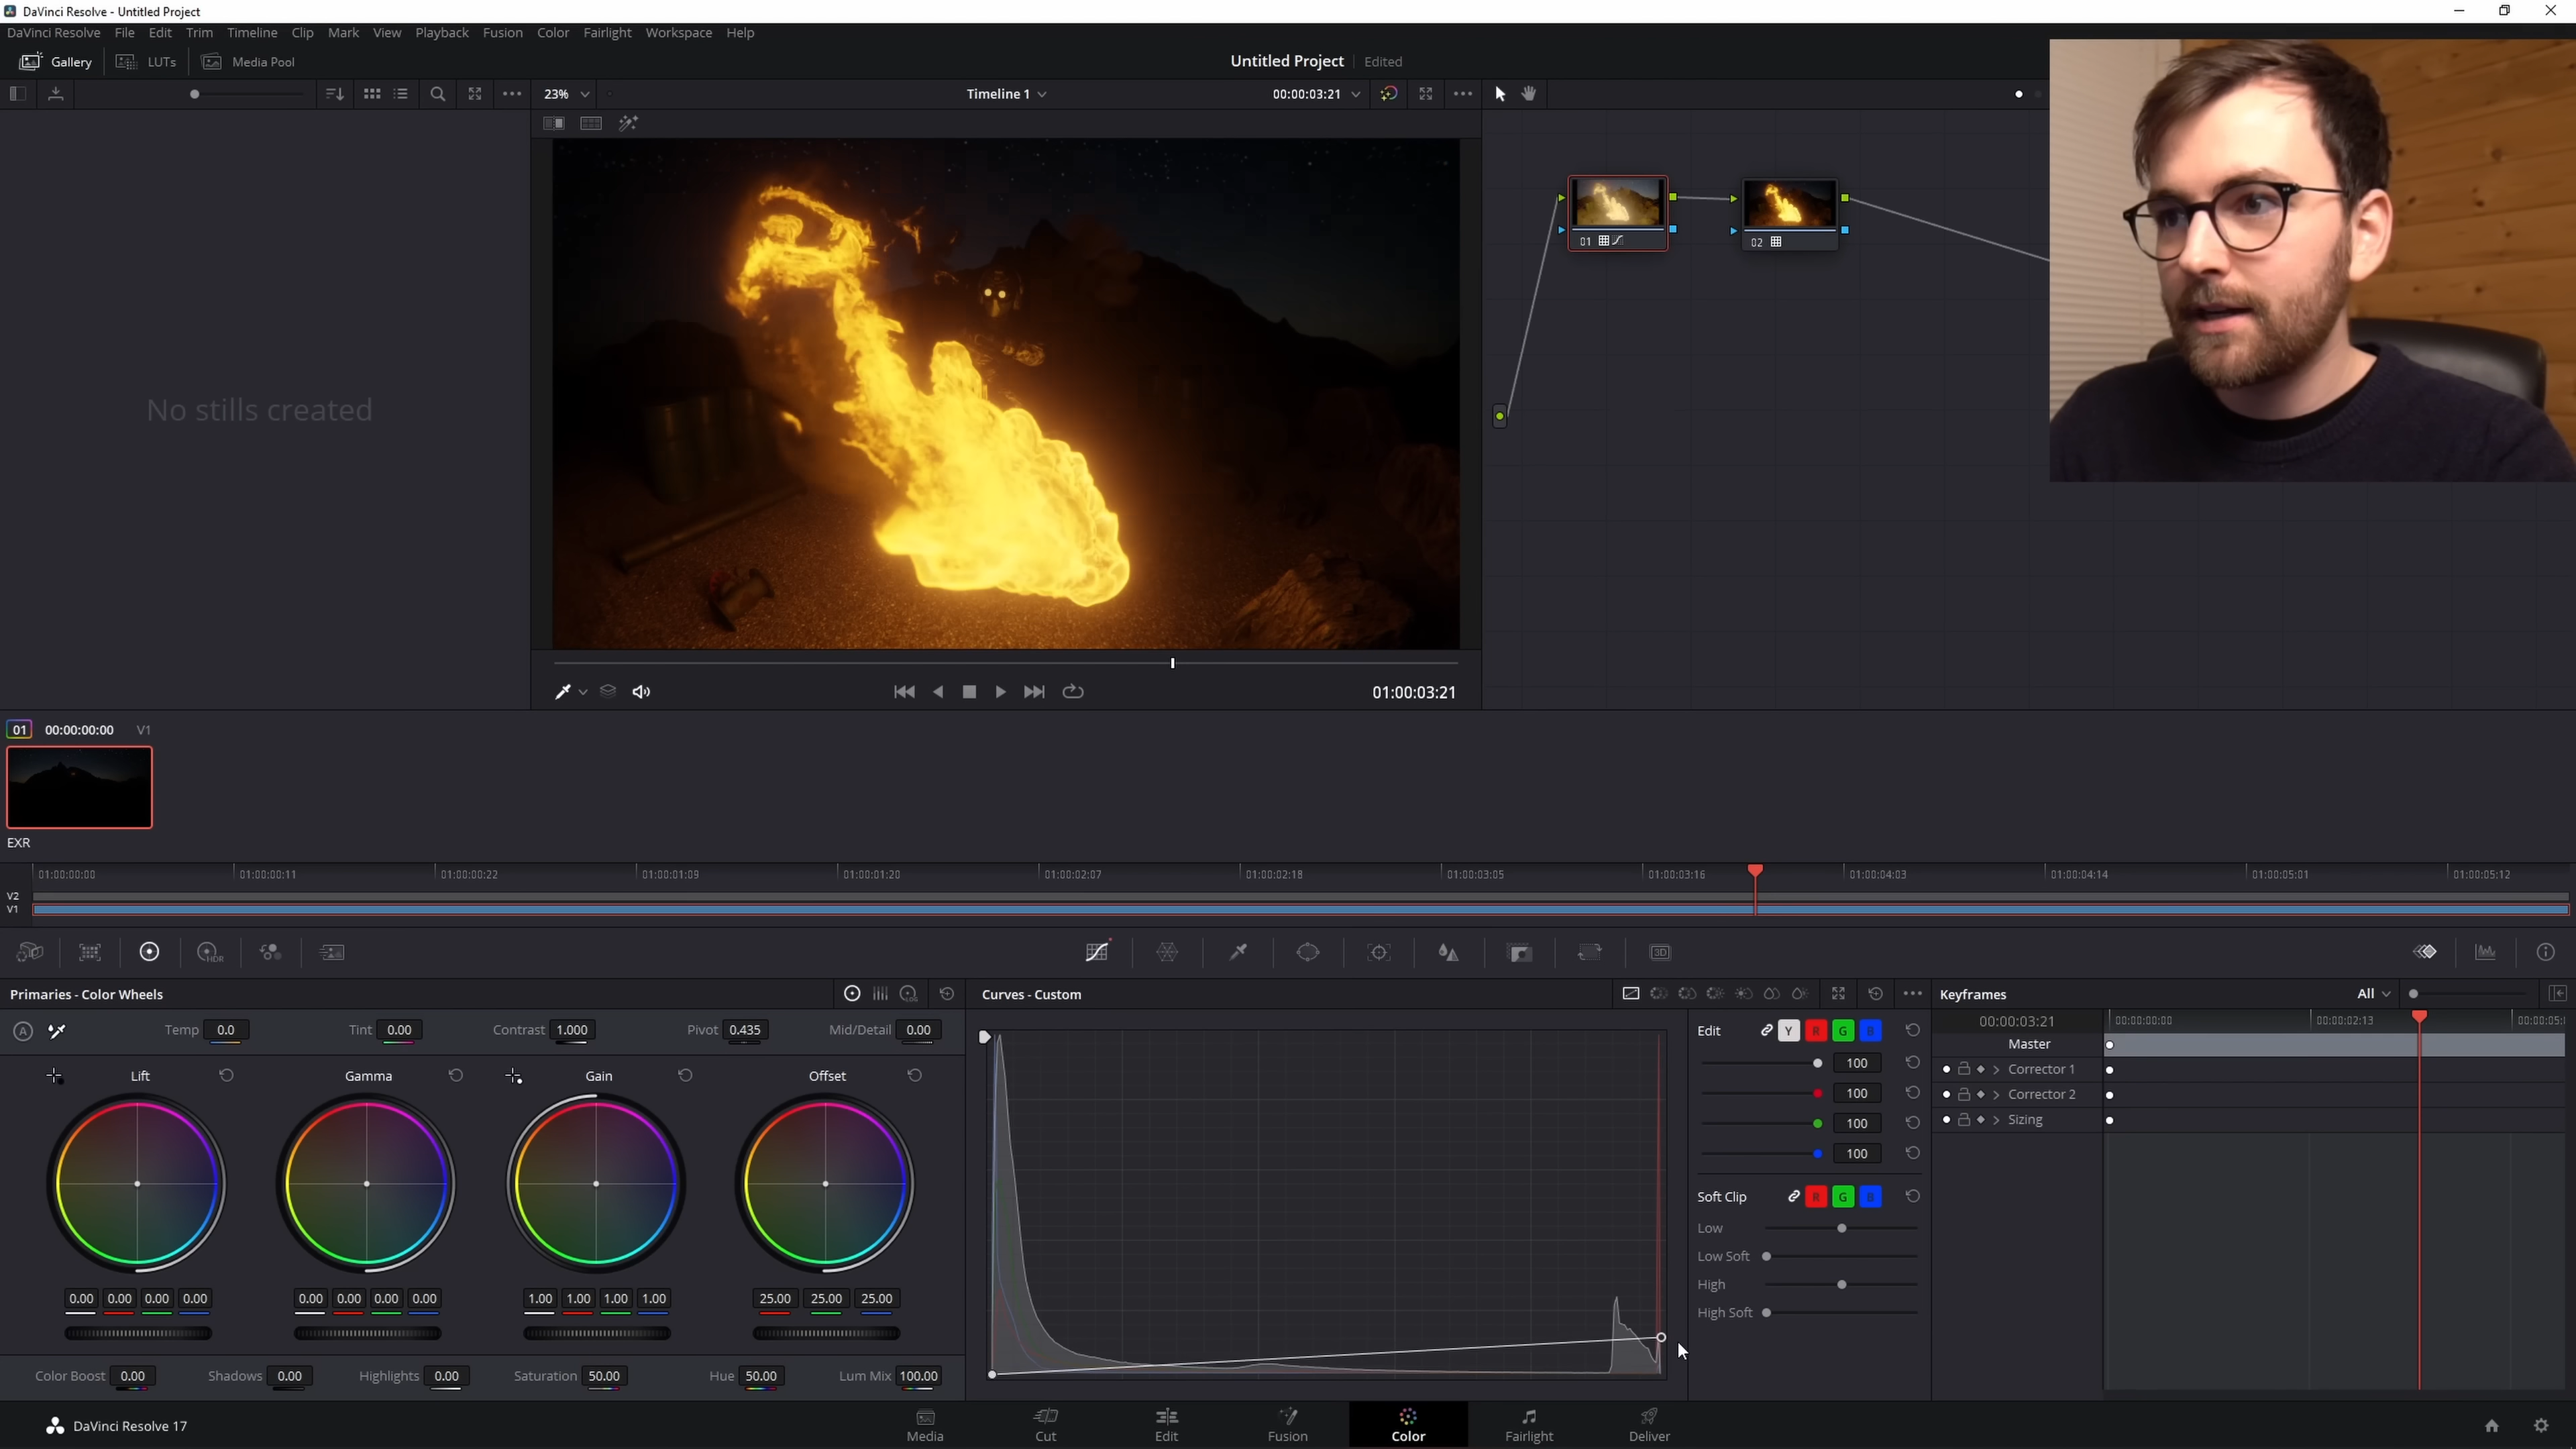 DaVinci Resolve - Untitled Project
DaVinci Resolve File Edit Trim Timeline Clip Mark View Playback Fusion Color Fairlight Workspace Help
Gallery LUTs Media Pool Untitled Project Edited
23% Timeline 1 00:00:03:21
No stills created
01
02
01:00:03:21
01 00:00:00:00 V1
EXR
01:00:00:00 01:00:00:11 01:00:00:22 01:00:01:09 01:00:01:20 01:00:02:07 01:00:02:18 01:00:03:05 01:00:03:16 01:00:04:03 01:00:04:14 01:00:05:01 01:00:05:12
V2
V1
HDR 3D
Primaries - Color Wheels LOG
A Temp 0.0 Tint 0.00 Contrast 1.000 Pivot 0.435 Mid/Detail 0.00
Lift Gamma Gain Offset
0.00 0.00 0.00 0.00 0.00 0.00 0.00 0.00 1.00 1.00 1.00 1.00 25.00 25.00 25.00
Color Boost 0.00 Shadows 0.00 Highlights 0.00 Saturation 50.00 Hue 50.00 Lum Mix 100.00
Curves - Custom
Edit Y R G B
100
100
100
100
Soft Clip R G B
Low
Low Soft
High
High Soft
Keyframes All
00:00:03:21 00:00:00:00 00:00:02:13 00:00:05:
Master
Corrector 1
Corrector 2
Sizing
DaVinci Resolve 17 Media Cut Edit Fusion Color Fairlight Deliver